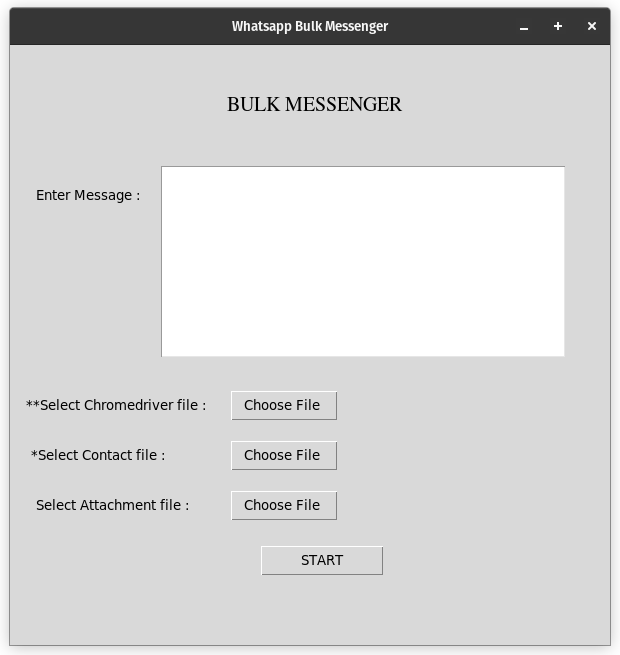 Whatsapp Bulk Messenger
BULK MESSENGER
Enter Message :
**Select Chromedriver file : Choose File
*Select Contact file : Choose File
Select Attachment file : Choose File
START